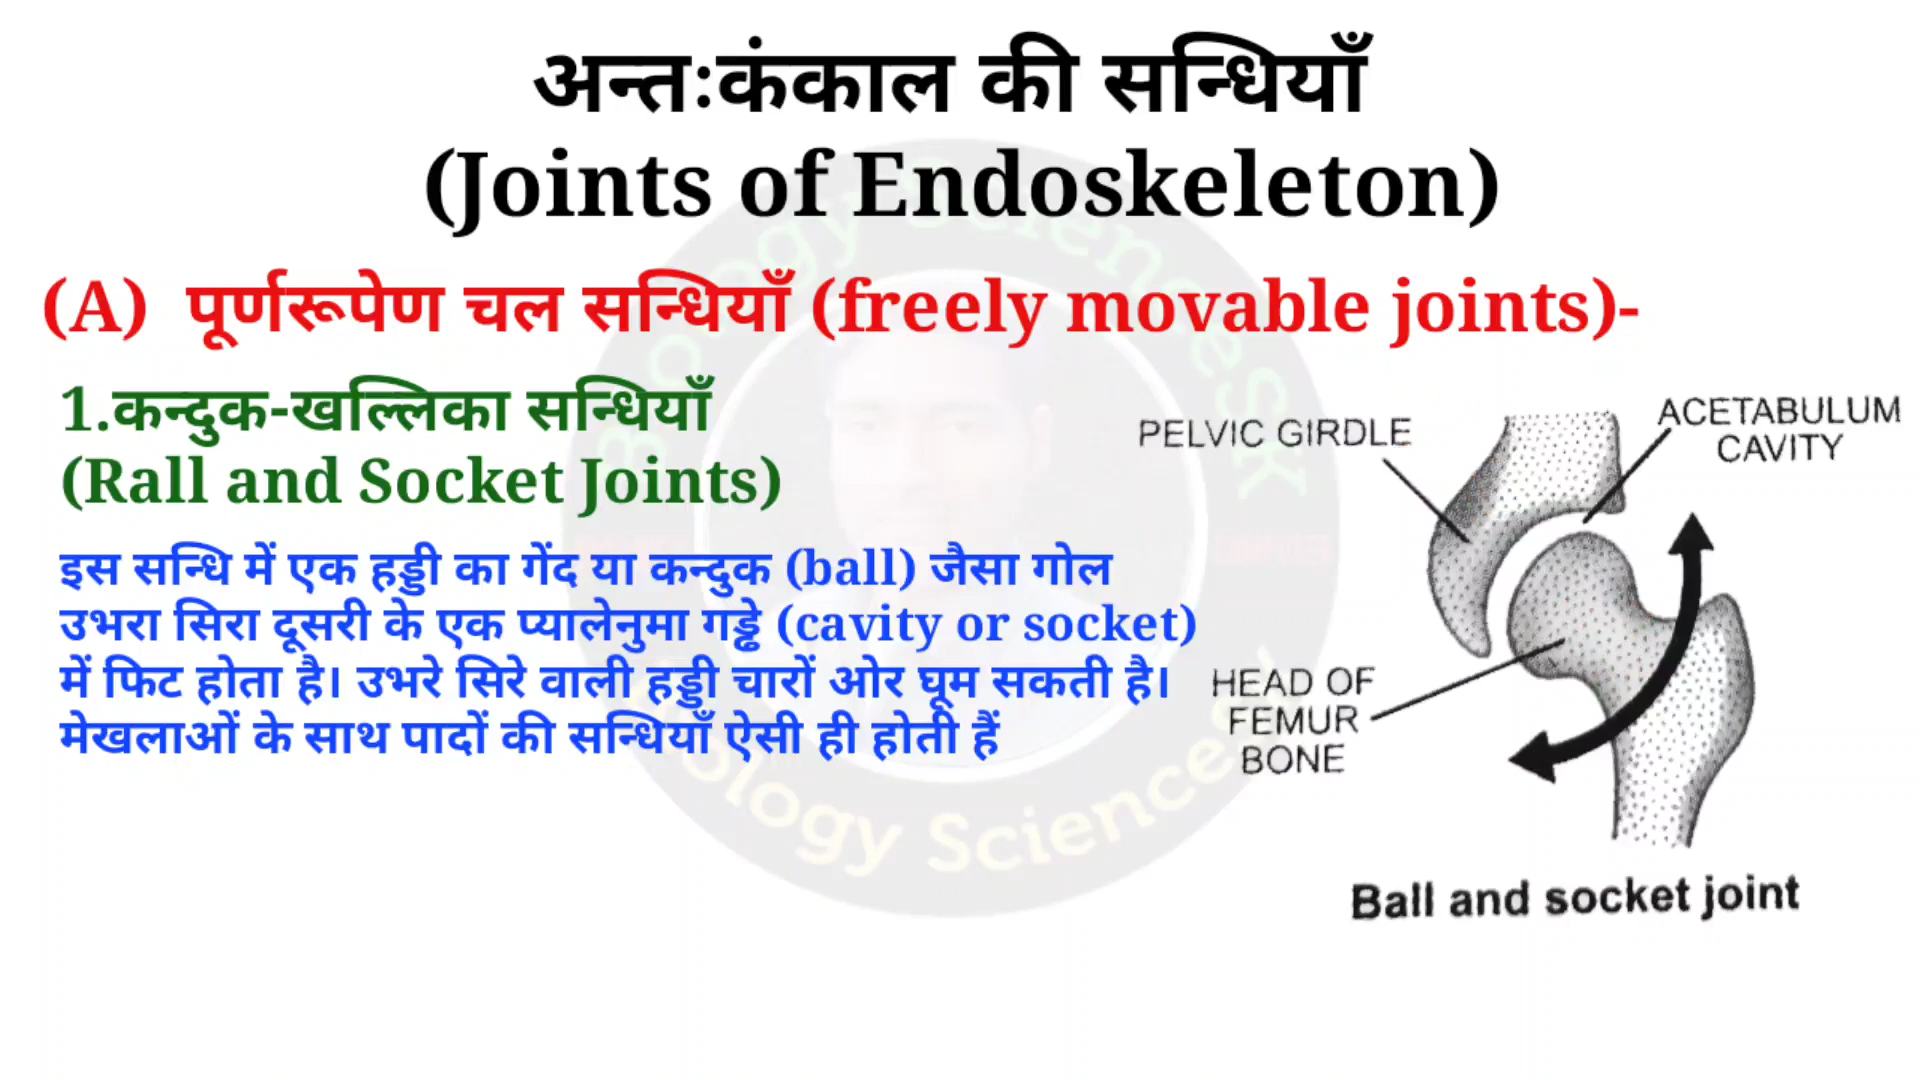 अन्तःकंकाल की सन्धियाँ
(Joints of Endoskeleton)
(A) पूर्णरूपेण चल सन्धियाँ (freely movable joints)-
1.कन्दुक-खल्लिका सन्धियाँ
(Rall and Socket Joints)
इस सन्धि में एक हड्डी का गेंद या कन्दुक (ball) जैसा गोल
उभरा सिरा दूसरी के एक प्यालेनुमा गड्ढे (cavity or socket)
में फिट होता है। उभरे सिरे वाली हड्डी चारों ओर घूम सकती है।
मेखलाओं के साथ पादों की सन्धियाँ ऐसी ही होती हैं
PELVIC GIRDLE
ACETABULUM
CAVITY
HEAD OF
FEMUR
BONE
Ball and socket joint
Biology Sciencesk